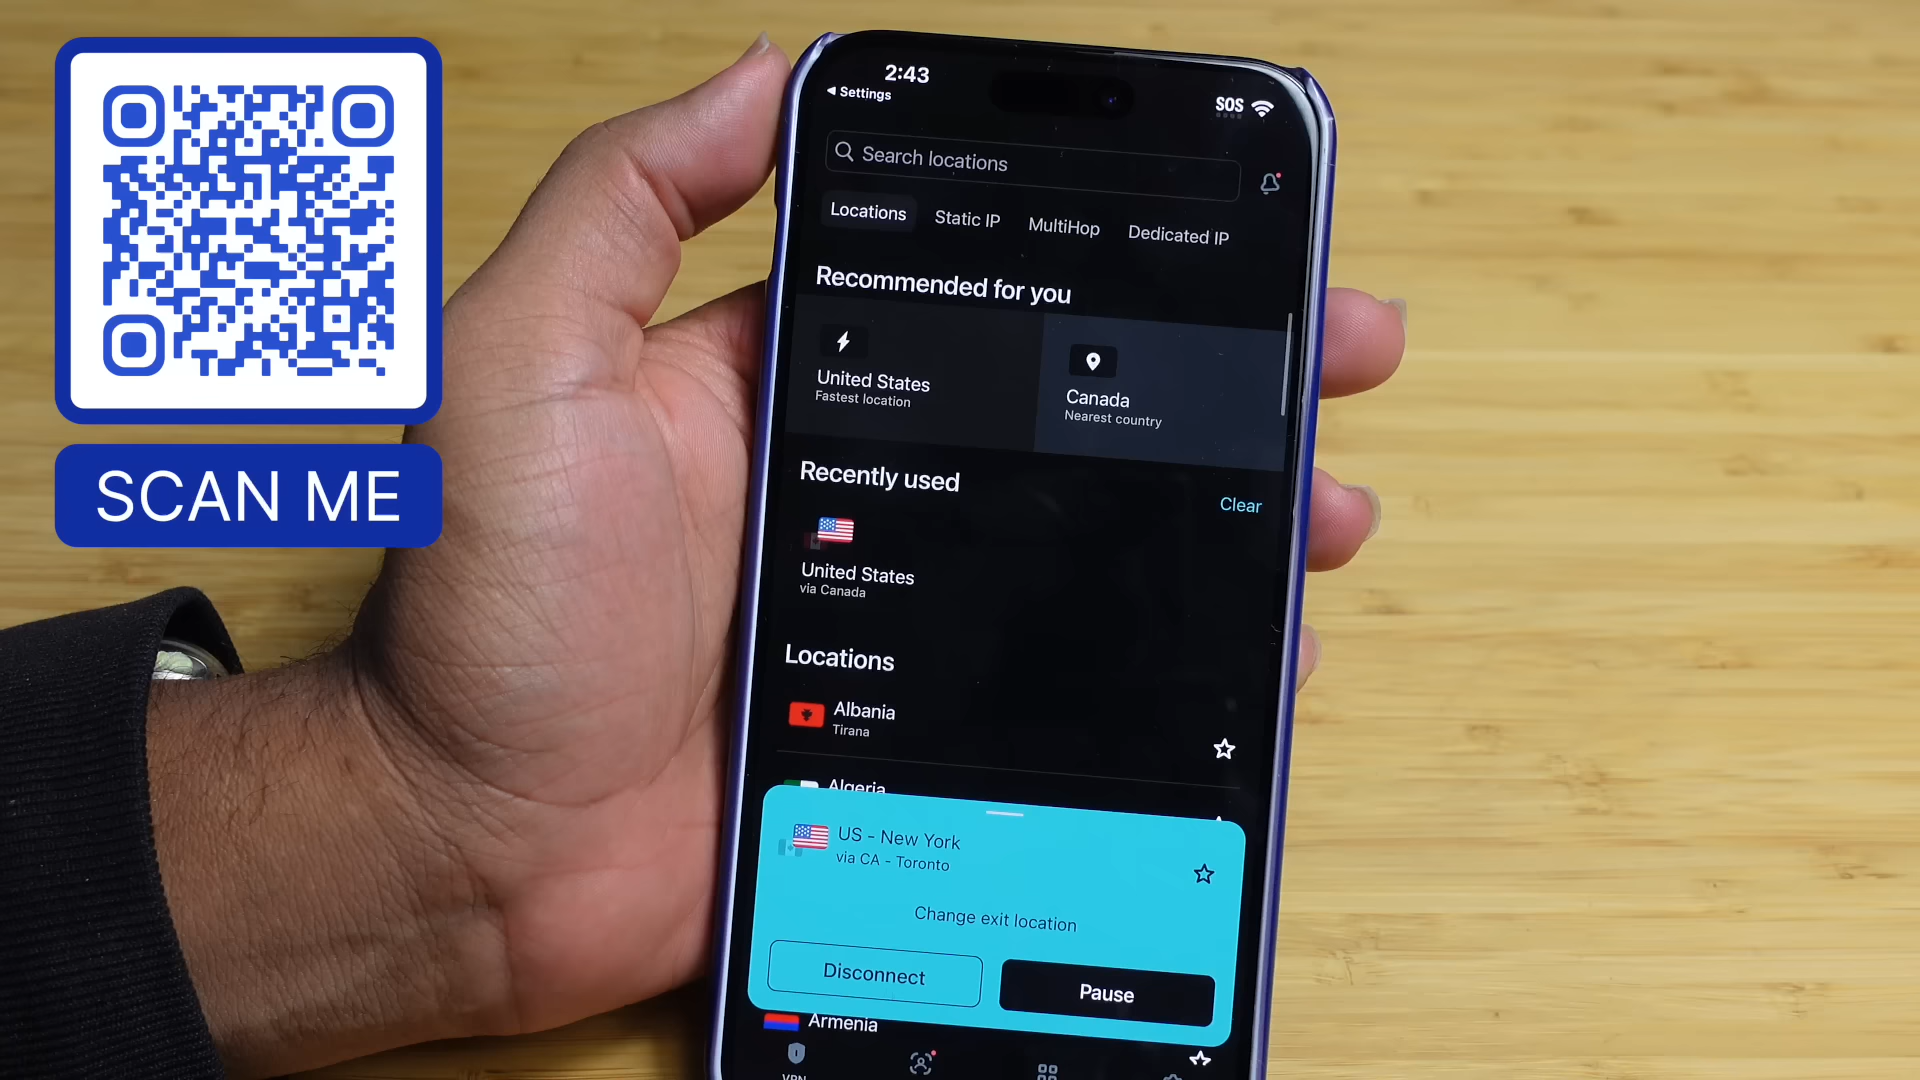 SCAN ME
2:43
Settings
SOS
Search locations
Locations
Static IP
MultiHop
Dedicated IP
Recommended for you
United States
Fastest location
Canada
Nearest country
Recently used
Clear
United States
via Canada
Locations
Albania
Tirana
Algeria
US - New York
via CA - Toronto
Change exit location
Disconnect
Pause
Armenia
VPN